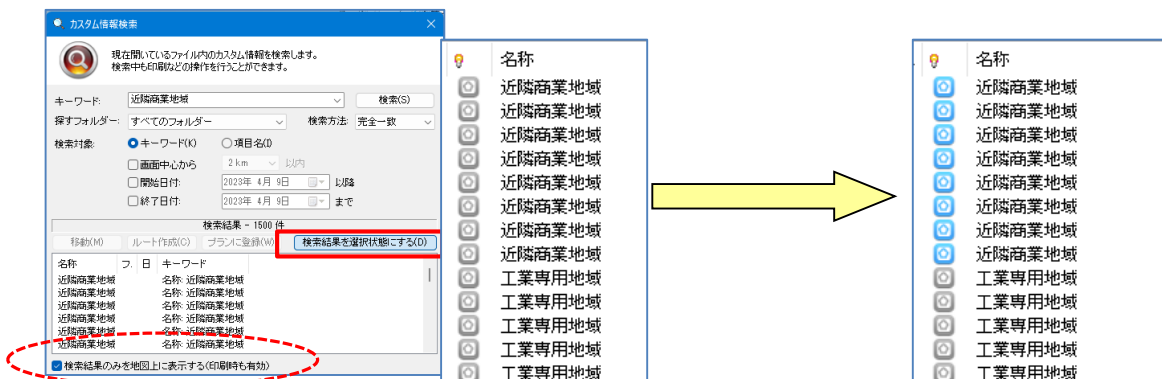 カスタム情報検索
現在開いているファイル内のカスタム情報を検索します。
検索中も印刷などの操作を行うことができます。
キーワード: 近隣商業地域 検索(S)
探すフォルダー: すべてのフォルダー 検索方法: 完全一致
検索対象: キーワード(K) 項目名(I)
画面中心から 2 km 以内
開始日付: 2023年 4月 9日 以降
終了日付: 2023年 4月 9日 まで
検索結果 - 1500 件
移動(M) ルート作成(C) プランに登録(W) 検索結果を選択状態にする(D)
名称 フ. 日 キーワード
近隣商業地域 名称: 近隣商業地域
近隣商業地域 名称: 近隣商業地域
近隣商業地域 名称: 近隣商業地域
近隣商業地域 名称: 近隣商業地域
近隣商業地域 名称: 近隣商業地域
近隣商業地域 名称: 近隣商業地域
検索結果のみを地図上に表示する(印刷時も有効)
名称
近隣商業地域
近隣商業地域
近隣商業地域
近隣商業地域
近隣商業地域
近隣商業地域
近隣商業地域
近隣商業地域
工業専用地域
工業専用地域
工業専用地域
工業専用地域
工業専用地域
名称
近隣商業地域
近隣商業地域
近隣商業地域
近隣商業地域
近隣商業地域
近隣商業地域
近隣商業地域
近隣商業地域
工業専用地域
工業専用地域
工業専用地域
工業専用地域
工業専用地域